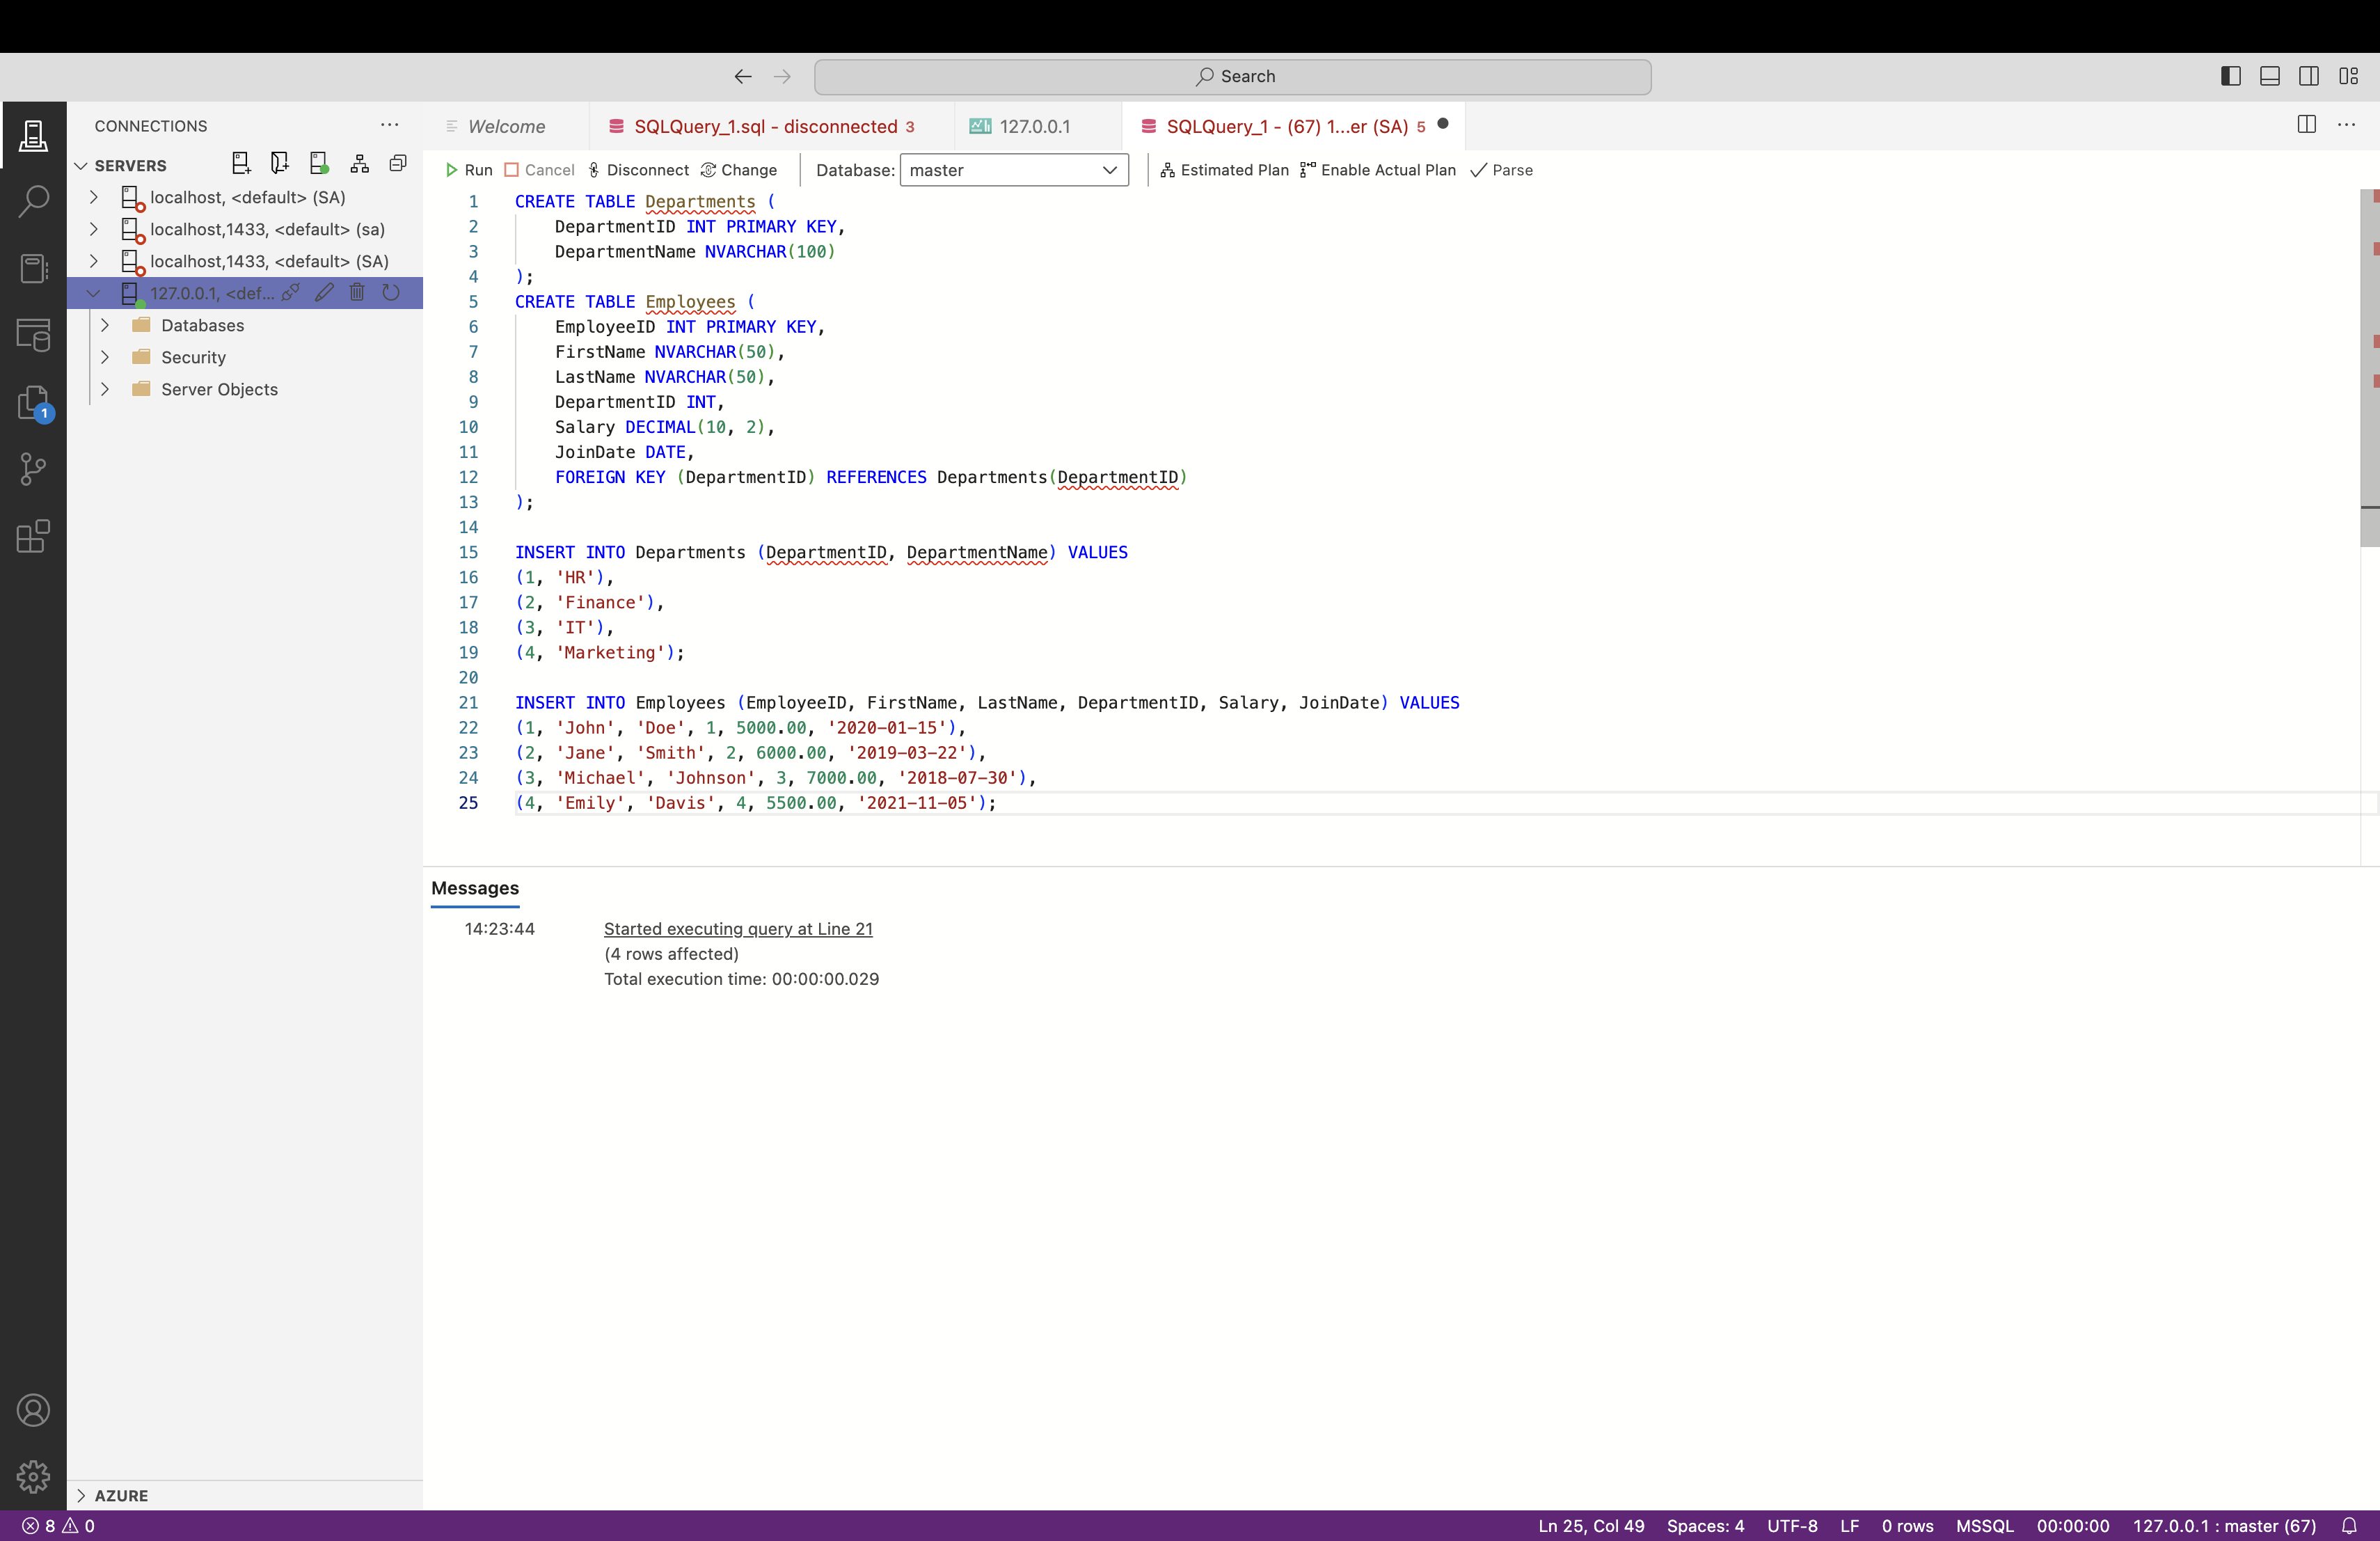 Search
CONNECTIONS
SERVERS
localhost, <default> (SA)
localhost,1433, <default> (sa)
localhost,1433, <default> (SA)
127.0.0.1, <def...
Databases
Security
Server Objects
1
AZURE
Welcome
SQLQuery_1.sql - disconnected 3
127.0.0.1
SQLQuery_1 - (67) 1...er (SA) 5
Run Cancel Disconnect Change Database: master Estimated Plan Enable Actual Plan Parse
1 CREATE TABLE Departments (
2 DepartmentID INT PRIMARY KEY,
3 DepartmentName NVARCHAR(100)
4 );
5 CREATE TABLE Employees (
6 EmployeeID INT PRIMARY KEY,
7 FirstName NVARCHAR(50),
8 LastName NVARCHAR(50),
9 DepartmentID INT,
10 Salary DECIMAL(10, 2),
11 JoinDate DATE,
12 FOREIGN KEY (DepartmentID) REFERENCES Departments(DepartmentID)
13 );
14
15 INSERT INTO Departments (DepartmentID, DepartmentName) VALUES
16 (1, 'HR'),
17 (2, 'Finance'),
18 (3, 'IT'),
19 (4, 'Marketing');
20
21 INSERT INTO Employees (EmployeeID, FirstName, LastName, DepartmentID, Salary, JoinDate) VALUES
22 (1, 'John', 'Doe', 1, 5000.00, '2020-01-15'),
23 (2, 'Jane', 'Smith', 2, 6000.00, '2019-03-22'),
24 (3, 'Michael', 'Johnson', 3, 7000.00, '2018-07-30'),
25 (4, 'Emily', 'Davis', 4, 5500.00, '2021-11-05');
Messages
14:23:44 Started executing query at Line 21
(4 rows affected)
Total execution time: 00:00:00.029
8 0 Ln 25, Col 49 Spaces: 4 UTF-8 LF 0 rows MSSQL 00:00:00 127.0.0.1 : master (67)